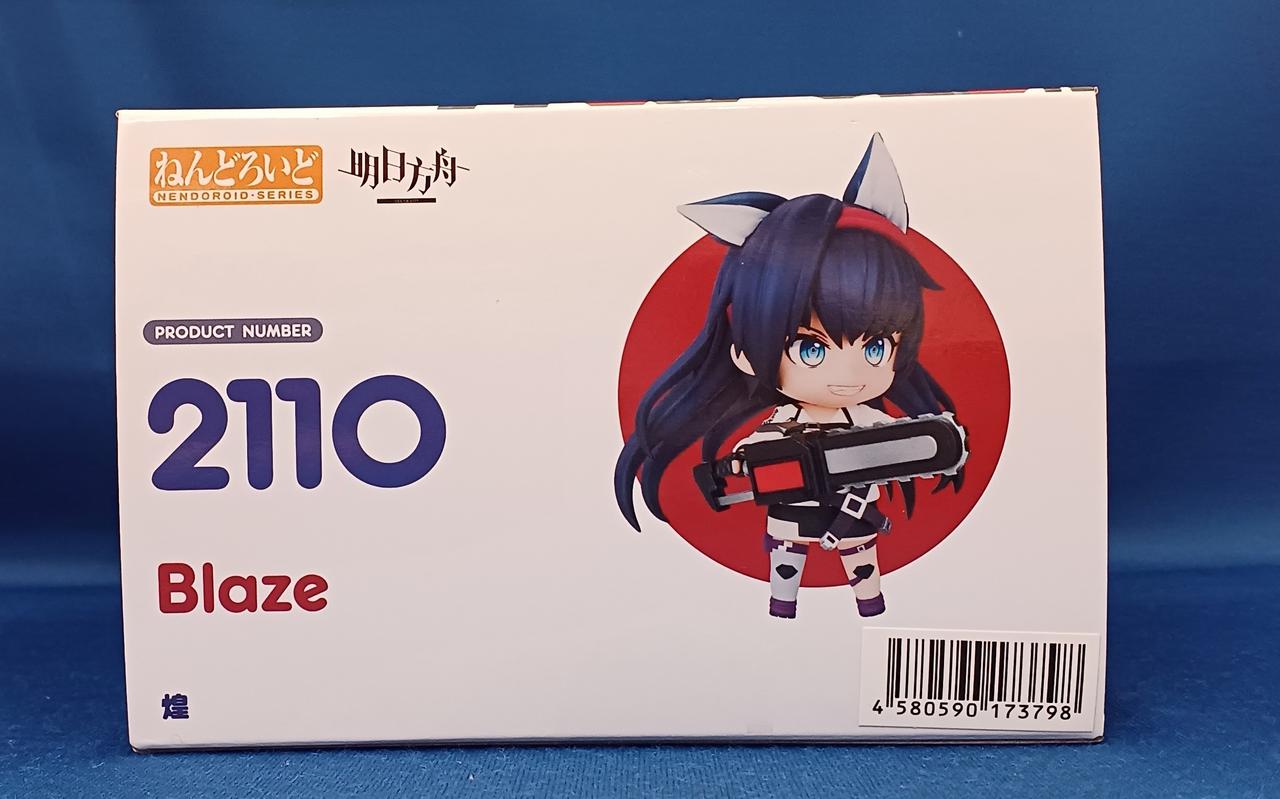 ねんどろいど
NENDOROID·SERIES
明日方舟
PRODUCT NUMBER
2110
Blaze
煌
4 580590 173798